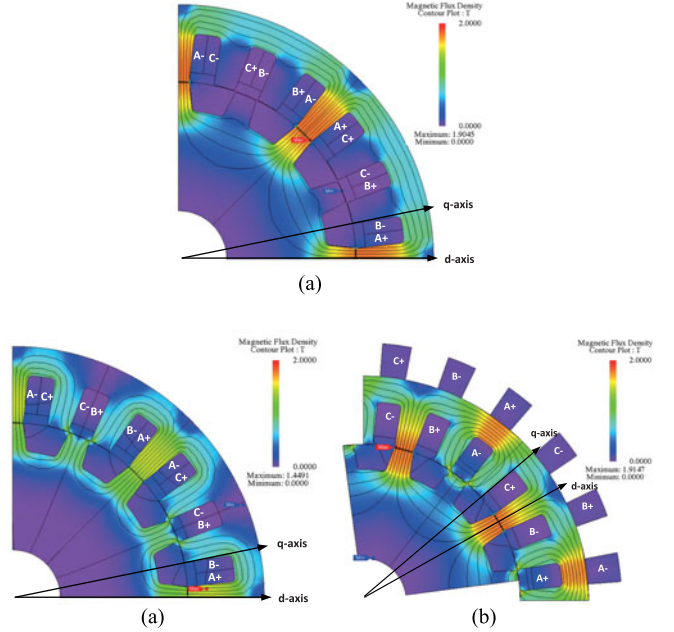 Magnetic Flux Density
Contour Plot : T
2.0000
0.0000
Maximum: 1.9045
Minimum: 0.0000
A- C-
C+ B-
B+ A-
A+ C+
C- B+
B- A+
q-axis
d-axis
(a)
Magnetic Flux Density
Contour Plot : T
2.0000
0.0000
Maximum: 1.4491
Minimum: 0.0000
A- C+
C- B+
B- A+
A- C+
C- B+
B- A+
q-axis
d-axis
(a)
Magnetic Flux Density
Contour Plot : T
2.0000
0.0000
Maximum: 1.9147
Minimum: 0.0000
C+
B-
A+
C-
B+
A-
C-
B+
A-
C+
B-
A+
q-axis
d-axis
(b)